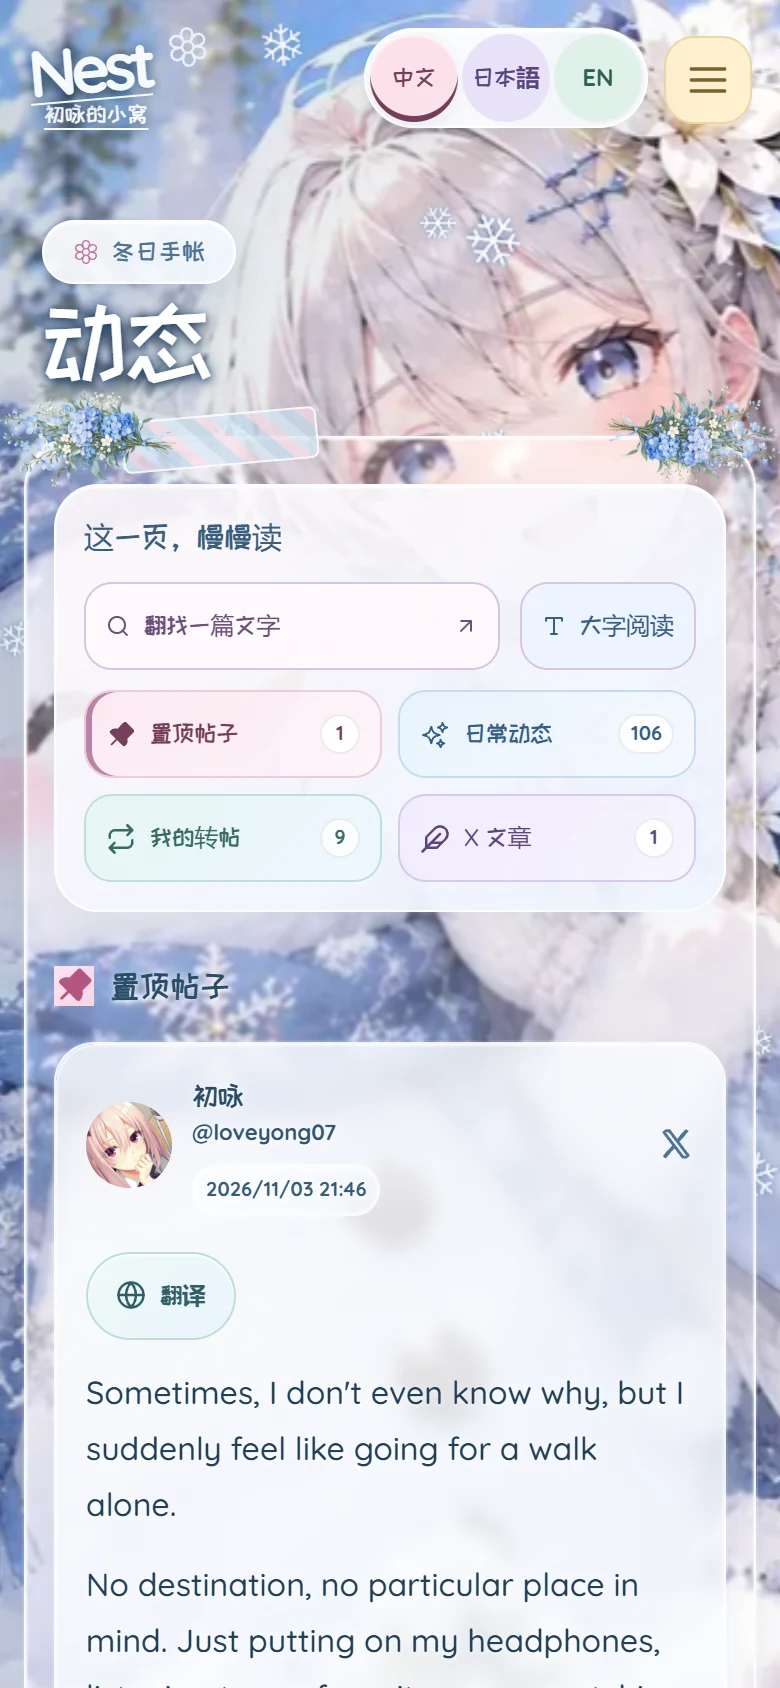 Nest
初咏的小窝
中文
日本語
EN
冬日手帐
动态
这一页，慢慢读
翻找一篇文字
大字阅读
置顶帖子 1
日常动态 106
我的转帖 9
X 文章 1
置顶帖子
初咏
@loveyong07
2026/11/03 21:46
翻译
Sometimes, I don't even know why, but I
suddenly feel like going for a walk
alone.
No destination, no particular place in
mind. Just putting on my headphones,